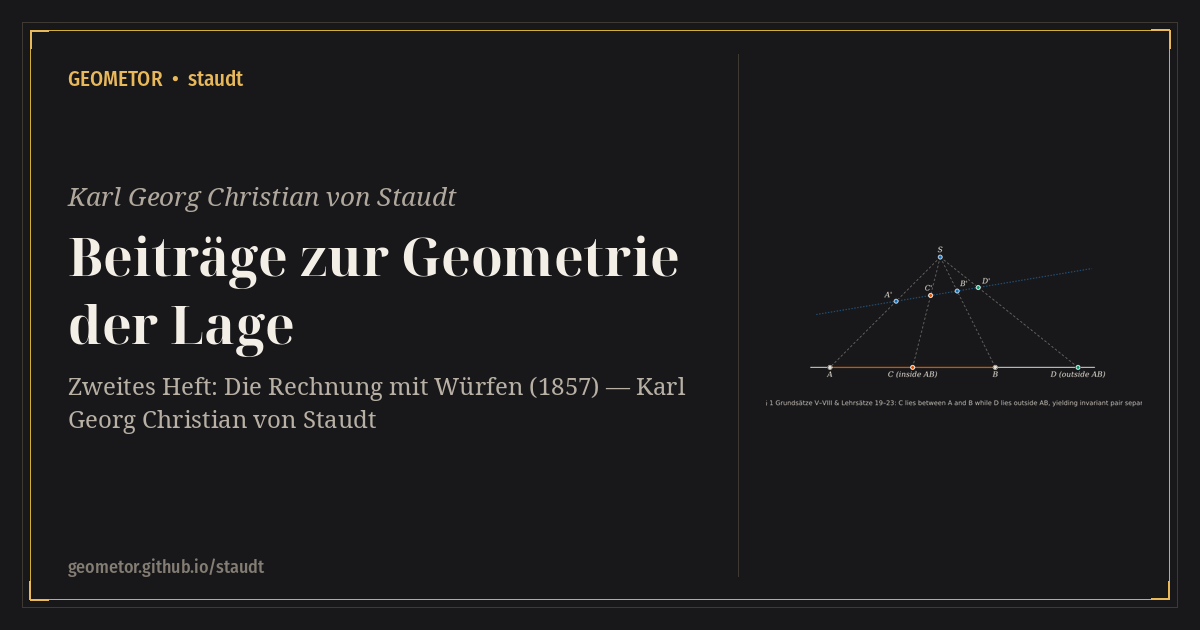 GEOMETOR • staudt
Karl Georg Christian von Staudt
Beiträge zur Geometrie
der Lage
Zweites Heft: Die Rechnung mit Würfen (1857) — Karl
Georg Christian von Staudt
geometor.github.io/staudt
S
A' C' B' D'
A C (inside AB) B D (outside AB)
1 Grundsätze V–VIII & Lehrsätze 19–23: C lies between A and B while D lies outside AB, yielding invariant pair